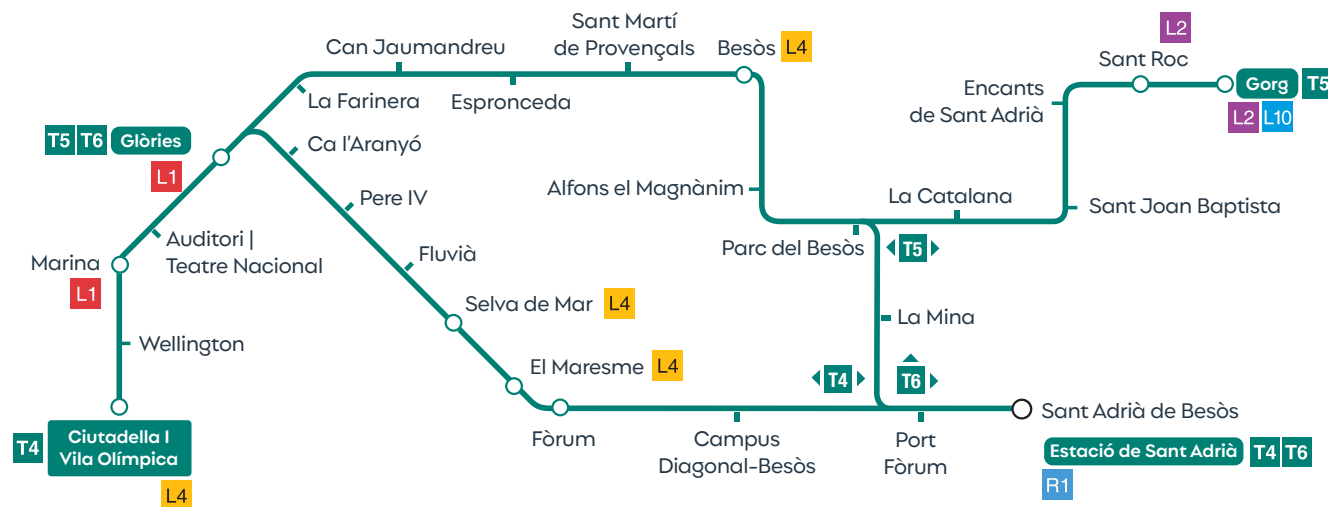 Sant Martí
de Provençals
L2
Can Jaumandreu
Besòs L4
Sant Roc
La Farinera
Espronceda
Encants
de Sant Adrià
Gorg T5
L2 L10
T5 T6 Glòries
L1
Ca l'Aranyó
Pere IV
Alfons el Magnànim
La Catalana
Sant Joan Baptista
Auditori |
Teatre Nacional
Marina
L1
Fluvià
Parc del Besòs
T5
Selva de Mar L4
La Mina
Wellington
El Maresme L4
T4
T6
Sant Adrià de Besòs
Estació de Sant Adrià T4 T6
R1
T4
Ciutadella |
Vila Olímpica
L4
Fòrum
Campus
Diagonal-Besòs
Port
Fòrum